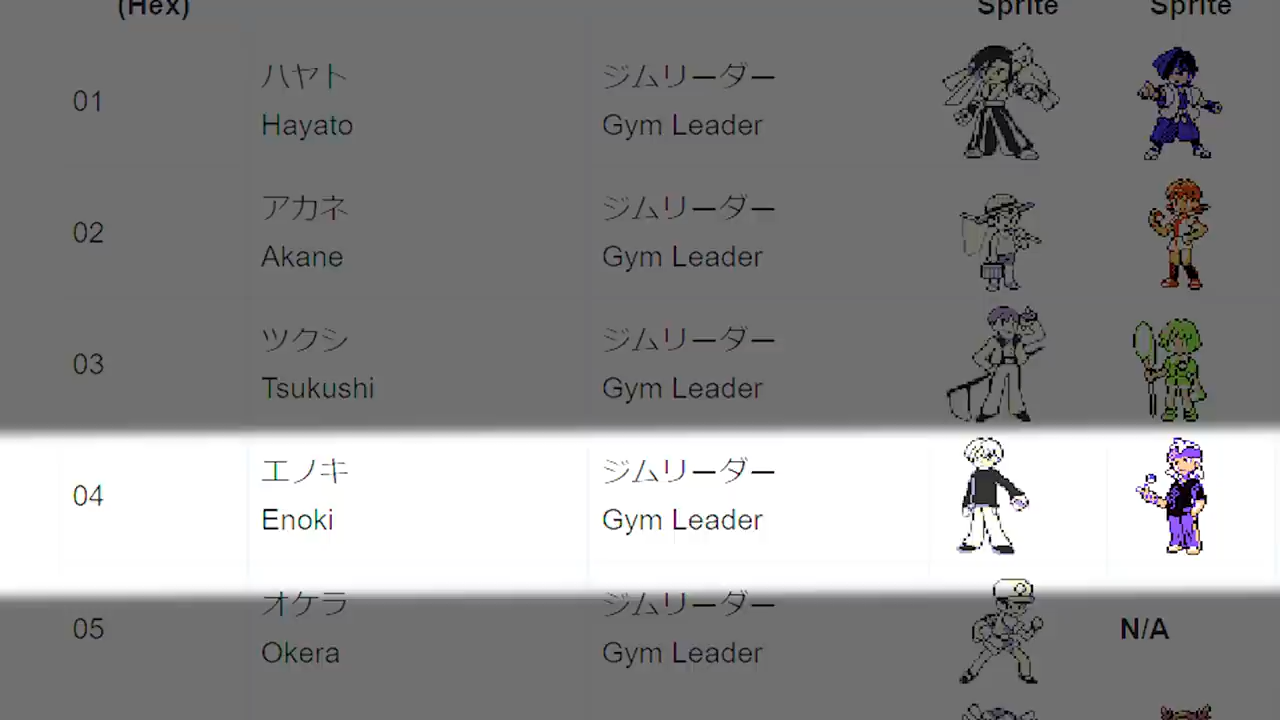 (Hex) Sprite Sprite
01 ハヤト ジムリーダー
Hayato Gym Leader
02 アカネ ジムリーダー
Akane Gym Leader
03 ツクシ ジムリーダー
Tsukushi Gym Leader
04 エノキ ジムリーダー
Enoki Gym Leader
05 オケラ ジムリーダー N/A
Okera Gym Leader